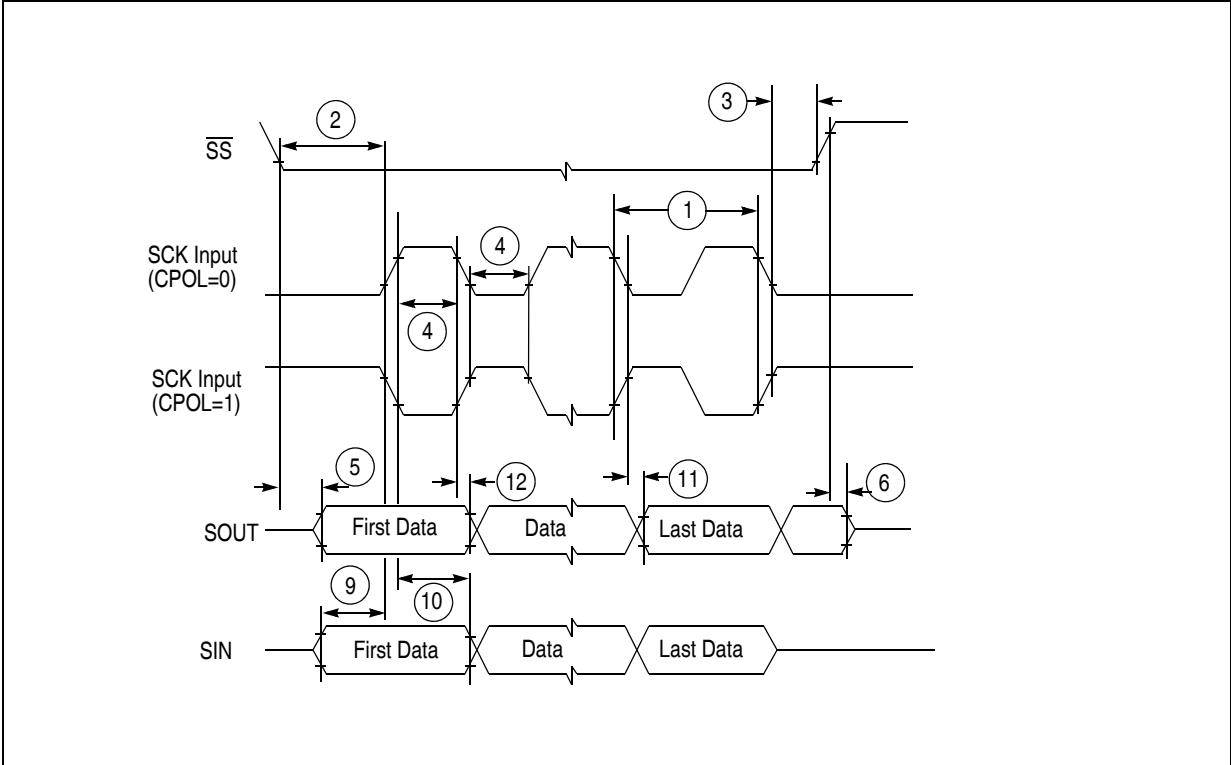 3
2
SS
1
SCK Input
(CPOL=0)
4
4
SCK Input
(CPOL=1)
5
12
11
6
SOUT
First Data
Data
Last Data
9
10
SIN
First Data
Data
Last Data